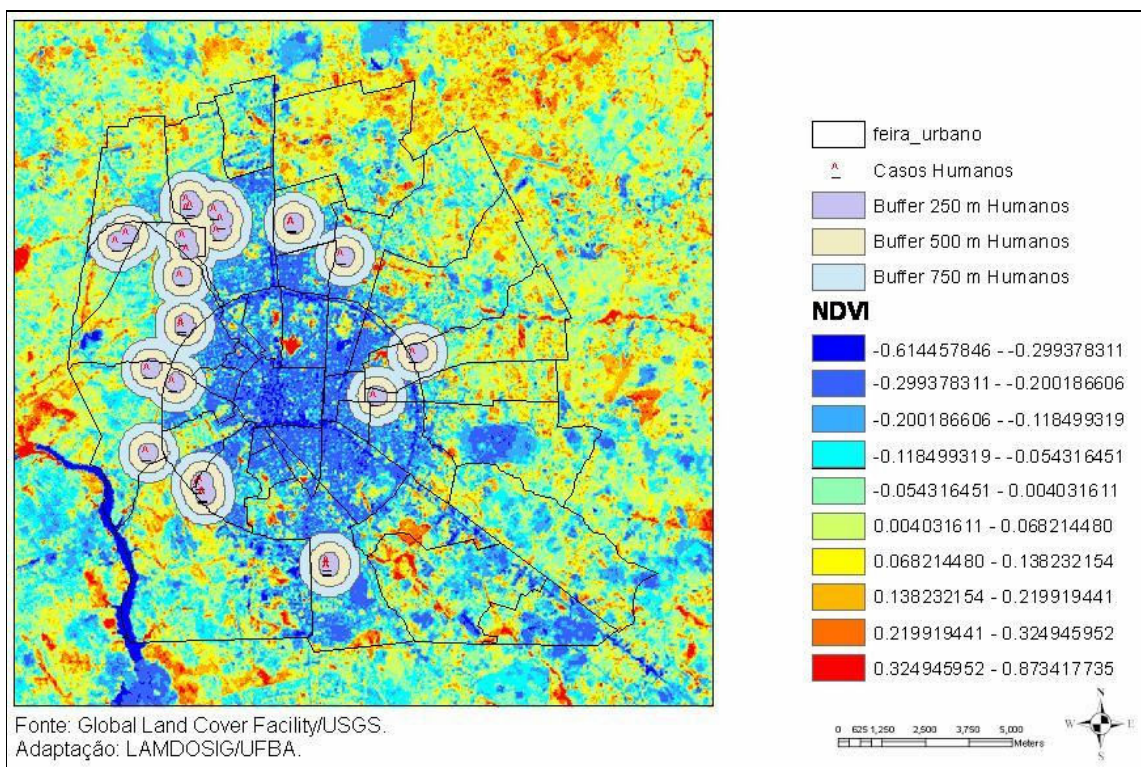 feira_urbano
Casos Humanos
Buffer 250 m Humanos
Buffer 500 m Humanos
Buffer 750 m Humanos
NDVI
-0.614457846 - -0.299378311
-0.299378311 - -0.200186606
-0.200186606 - -0.118499319
-0.118499319 - -0.054316451
-0.054316451 - 0.004031611
0.004031611 - 0.068214480
0.068214480 - 0.138232154
0.138232154 - 0.219919441
0.219919441 - 0.324945952
0.324945952 - 0.873417735
Fonte: Global Land Cover Facility/USGS.
Adaptação: LAMDOSIG/UFBA.
0 625 1,250 2,500 3,750 5,000
Meters
N
W E
S